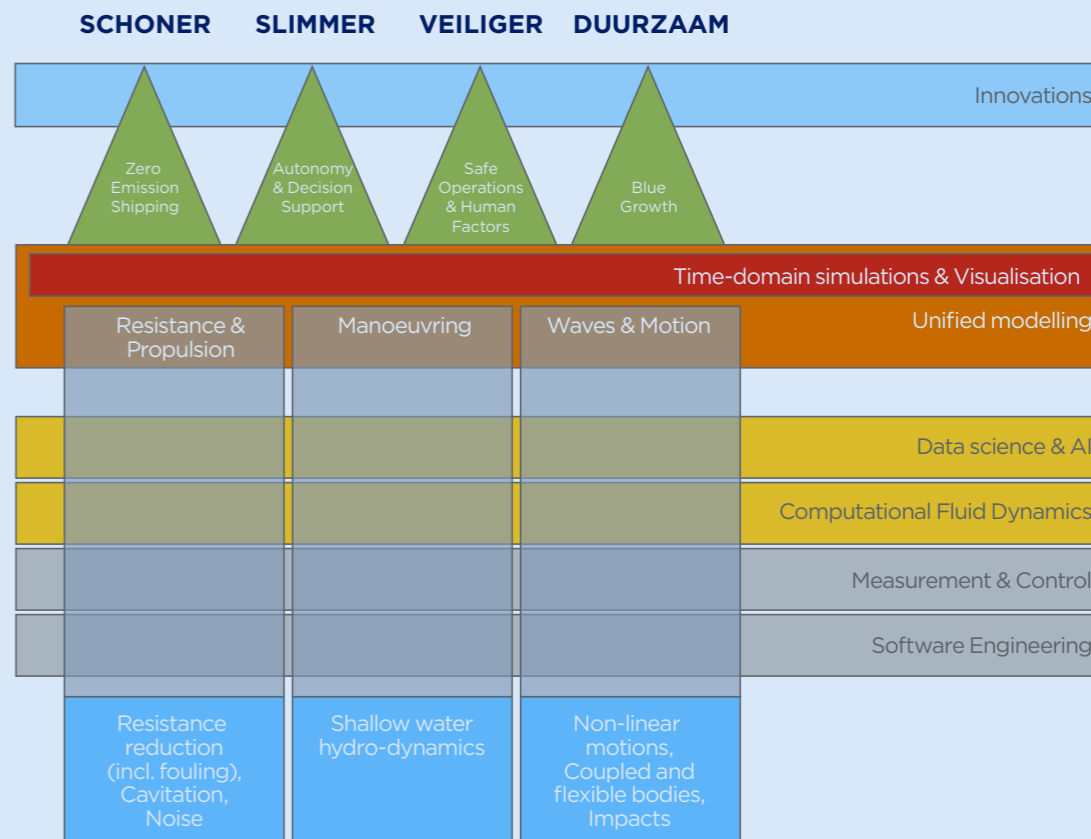 SCHONER SLIMMER VEILIGER DUURZAAM
Innovations
Zero
Emission
Shipping
Autonomy
& Decision
Support
Safe
Operations
& Human
Factors
Blue
Growth
Time-domain simulations & Visualisation
Unified modelling
Resistance &
Propulsion
Manoeuvring
Waves & Motion
Data science & AI
Computational Fluid Dynamics
Measurement & Control
Software Engineering
Resistance
reduction
(incl. fouling),
Cavitation,
Noise
Shallow water
hydro-dynamics
Non-linear
motions,
Coupled and
flexible bodies,
Impacts